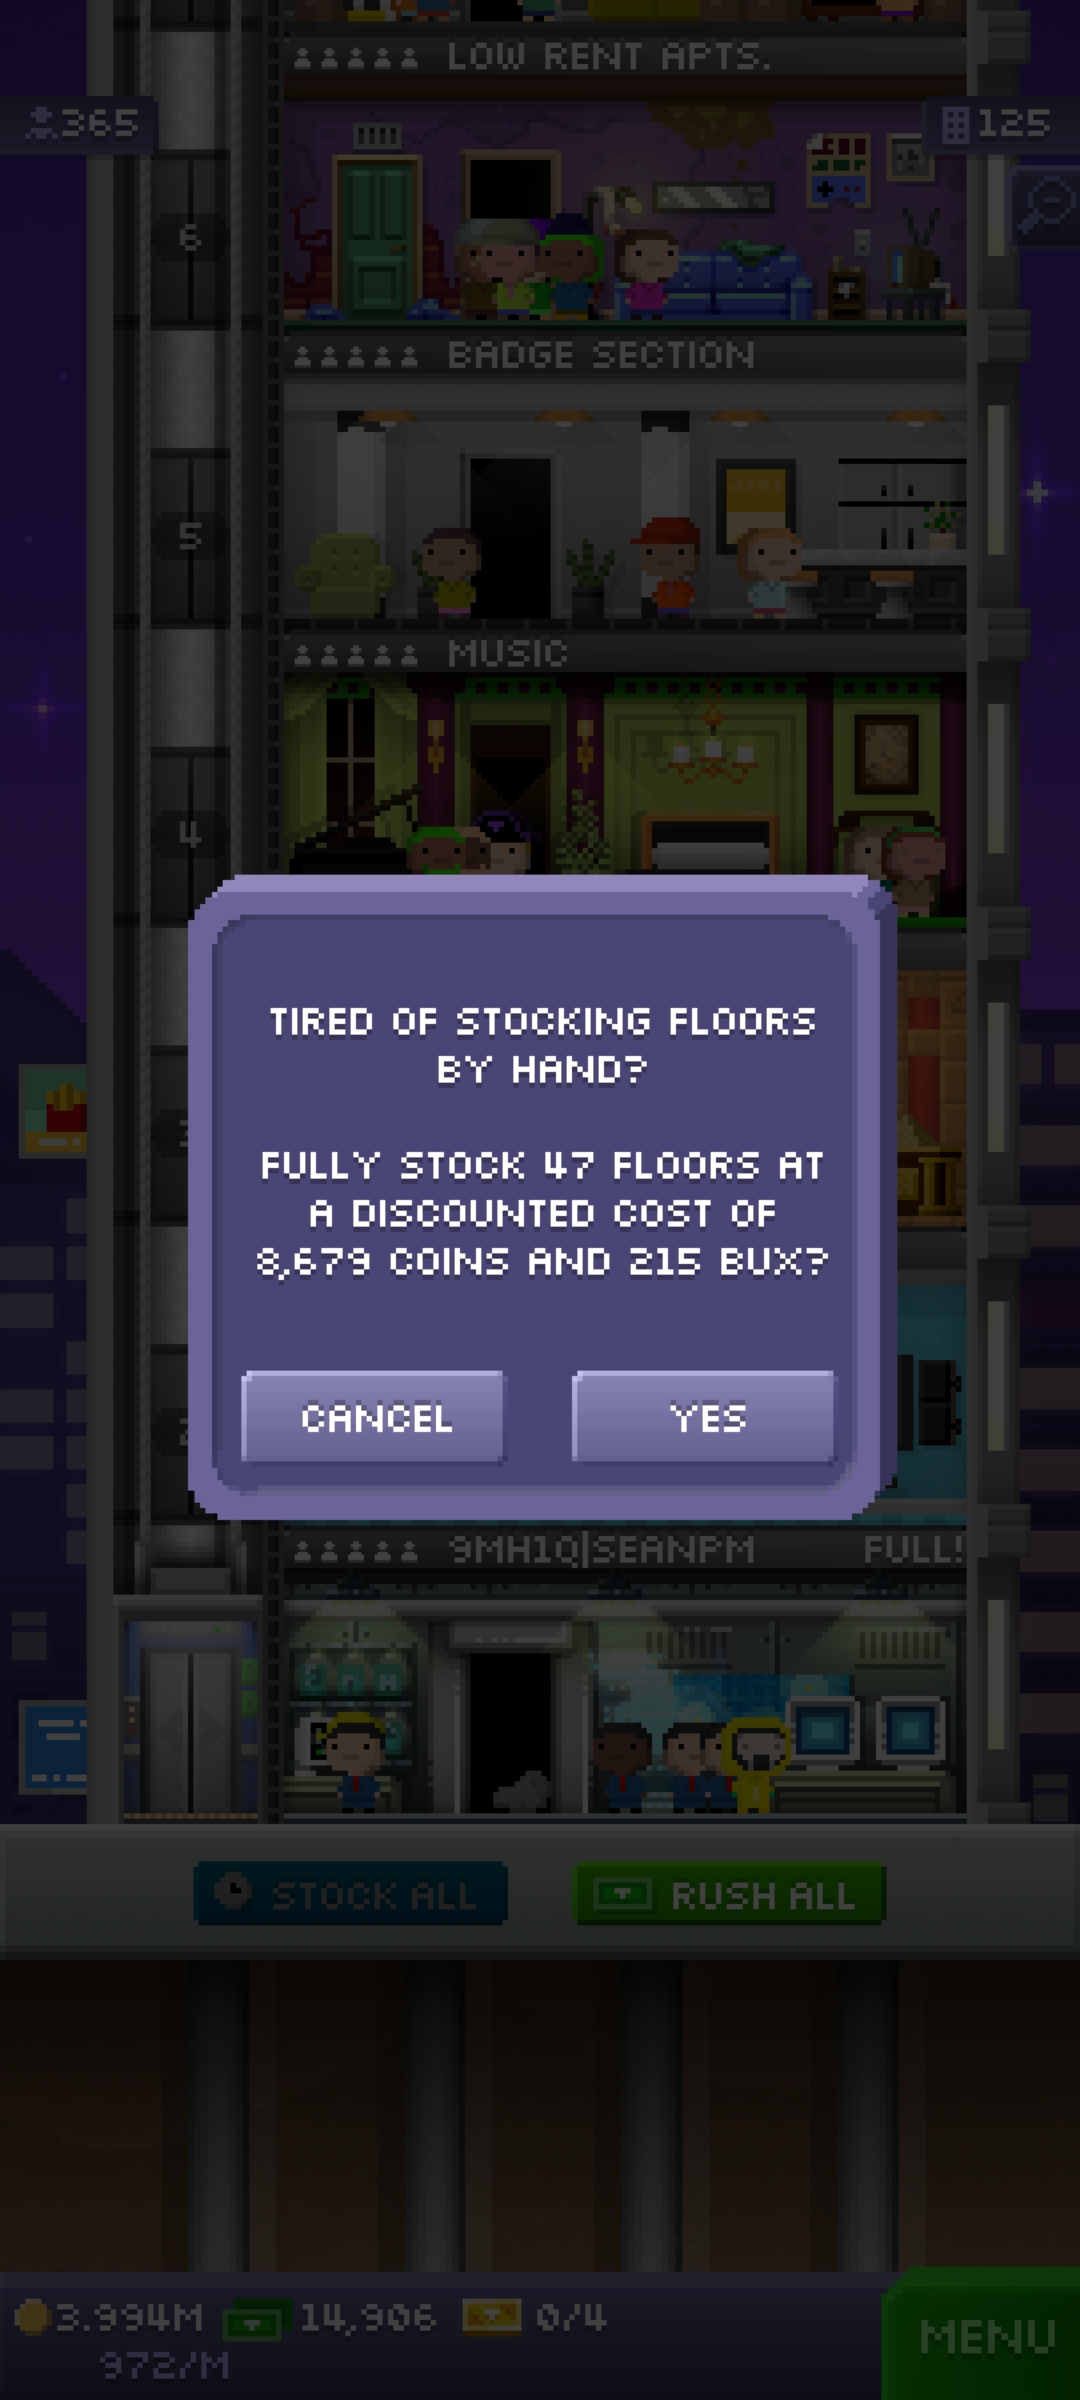 LOW RENT APTS.
365
125
6
BADGE SECTION
5
MUSIC
4
TIRED OF STOCKING FLOORS
BY HAND?
FULLY STOCK 47 FLOORS AT
A DISCOUNTED COST OF
8,679 COINS AND 215 BUX?
CANCEL
YES
9MH1Q|SEANPM
FULL!
STOCK ALL
RUSH ALL
3.994M
14,906
0/4
972/M
MENU